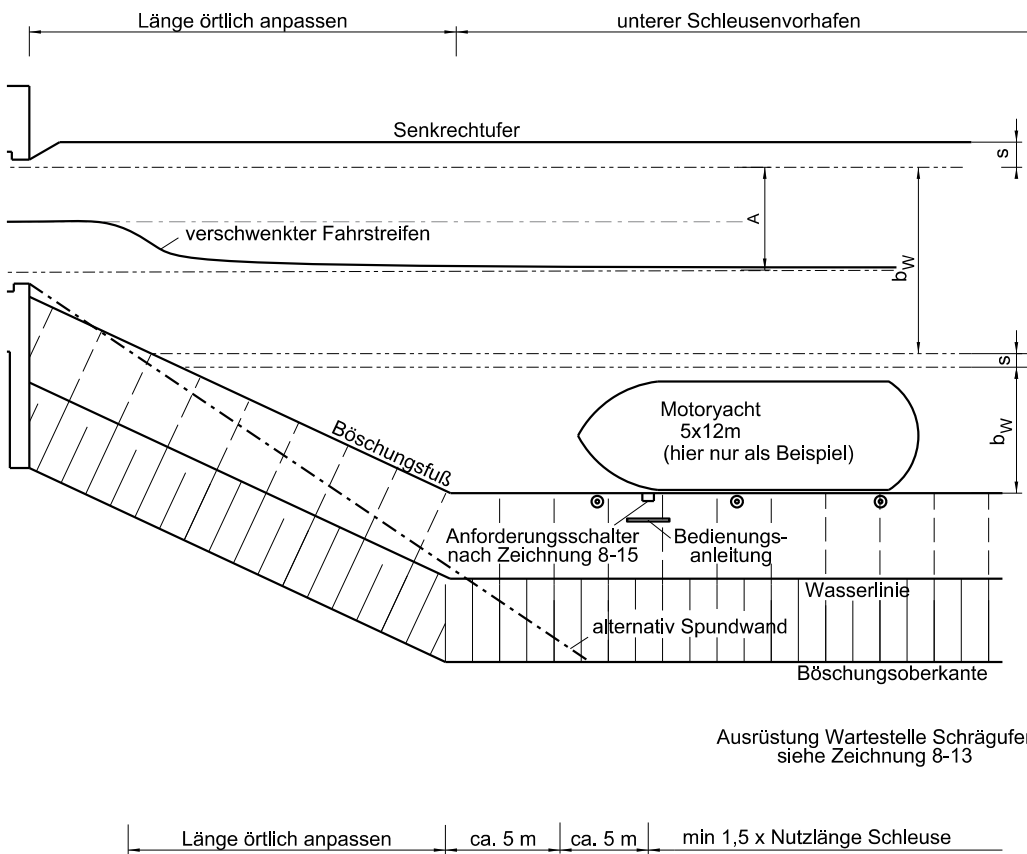 Länge örtlich anpassen
unterer Schleusenvorhafen
Senkrechtufer
s
A
verschwenkter Fahrstreifen
bW
s
Motoryacht
5x12m
(hier nur als Beispiel)
bW
Böschungsfuß
Anforderungsschalter
nach Zeichnung 8-15
Bedienungs-
anleitung
Wasserlinie
alternativ Spundwand
Böschungsoberkante
Ausrüstung Wartestelle Schrägufer
siehe Zeichnung 8-13
Länge örtlich anpassen
ca. 5 m
ca. 5 m
min 1,5 x Nutzlänge Schleuse